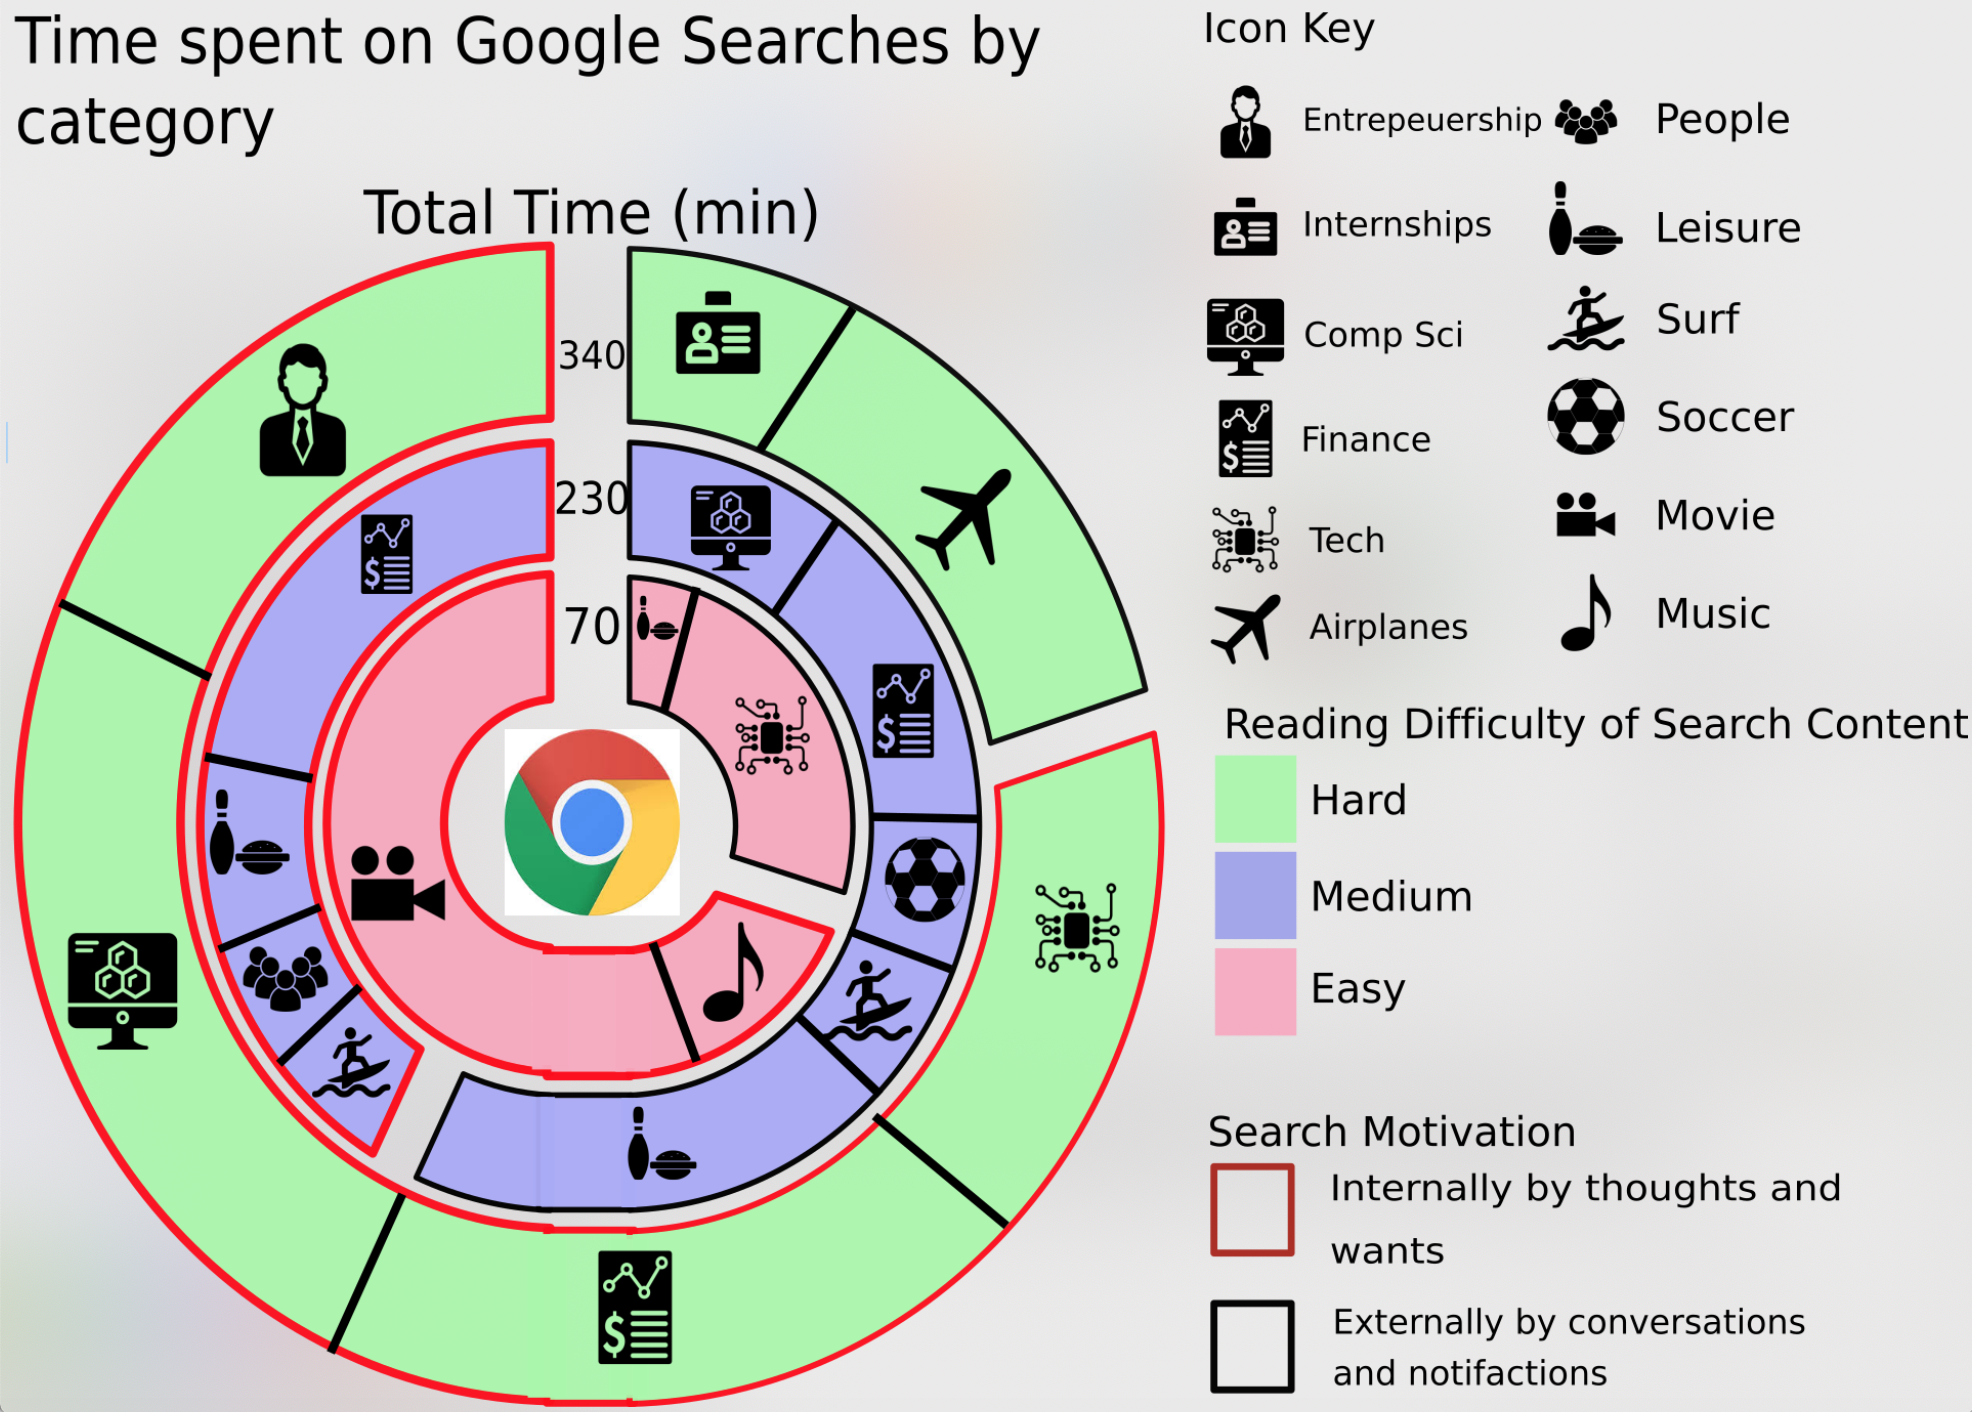 Time spent on Google Searches by
category
Total Time (min)
340
230
70
Icon Key
Entrepeuership
People
Internships
Leisure
Comp Sci
Surf
Finance
Soccer
Tech
Movie
Airplanes
Music
Reading Difficulty of Search Content
Hard
Medium
Easy
Search Motivation
Internally by thoughts and
wants
Externally by conversations
and notifactions